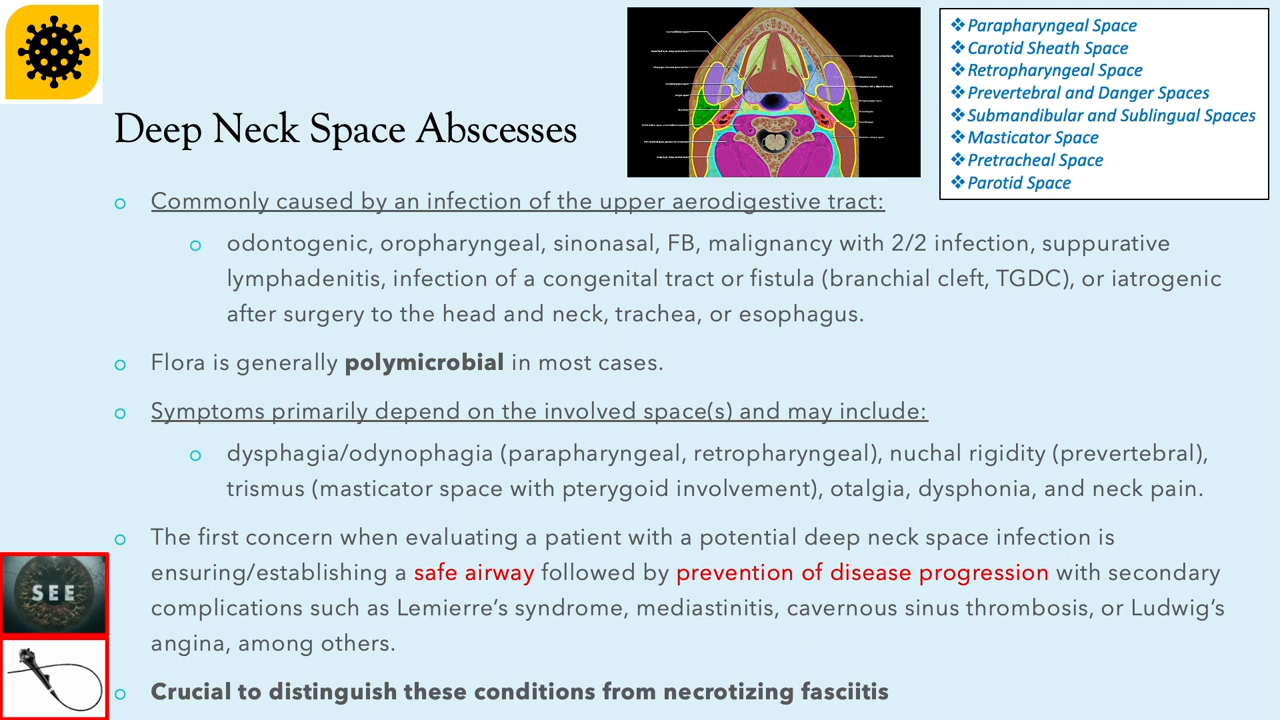 Deep Neck Space Abscesses
❖Parapharyngeal Space
❖Carotid Sheath Space
❖Retropharyngeal Space
❖Prevertebral and Danger Spaces
❖Submandibular and Sublingual Spaces
❖Masticator Space
❖Pretracheal Space
❖Parotid Space
o Commonly caused by an infection of the upper aerodigestive tract:
o odontogenic, oropharyngeal, sinonasal, FB, malignancy with 2/2 infection, suppurative
lymphadenitis, infection of a congenital tract or fistula (branchial cleft, TGDC), or iatrogenic
after surgery to the head and neck, trachea, or esophagus.
o Flora is generally polymicrobial in most cases.
o Symptoms primarily depend on the involved space(s) and may include:
o dysphagia/odynophagia (parapharyngeal, retropharyngeal), nuchal rigidity (prevertebral),
trismus (masticator space with pterygoid involvement), otalgia, dysphonia, and neck pain.
o The first concern when evaluating a patient with a potential deep neck space infection is
ensuring/establishing a safe airway followed by prevention of disease progression with secondary
complications such as Lemierre’s syndrome, mediastinitis, cavernous sinus thrombosis, or Ludwig’s
angina, among others.
o Crucial to distinguish these conditions from necrotizing fasciitis
SEE